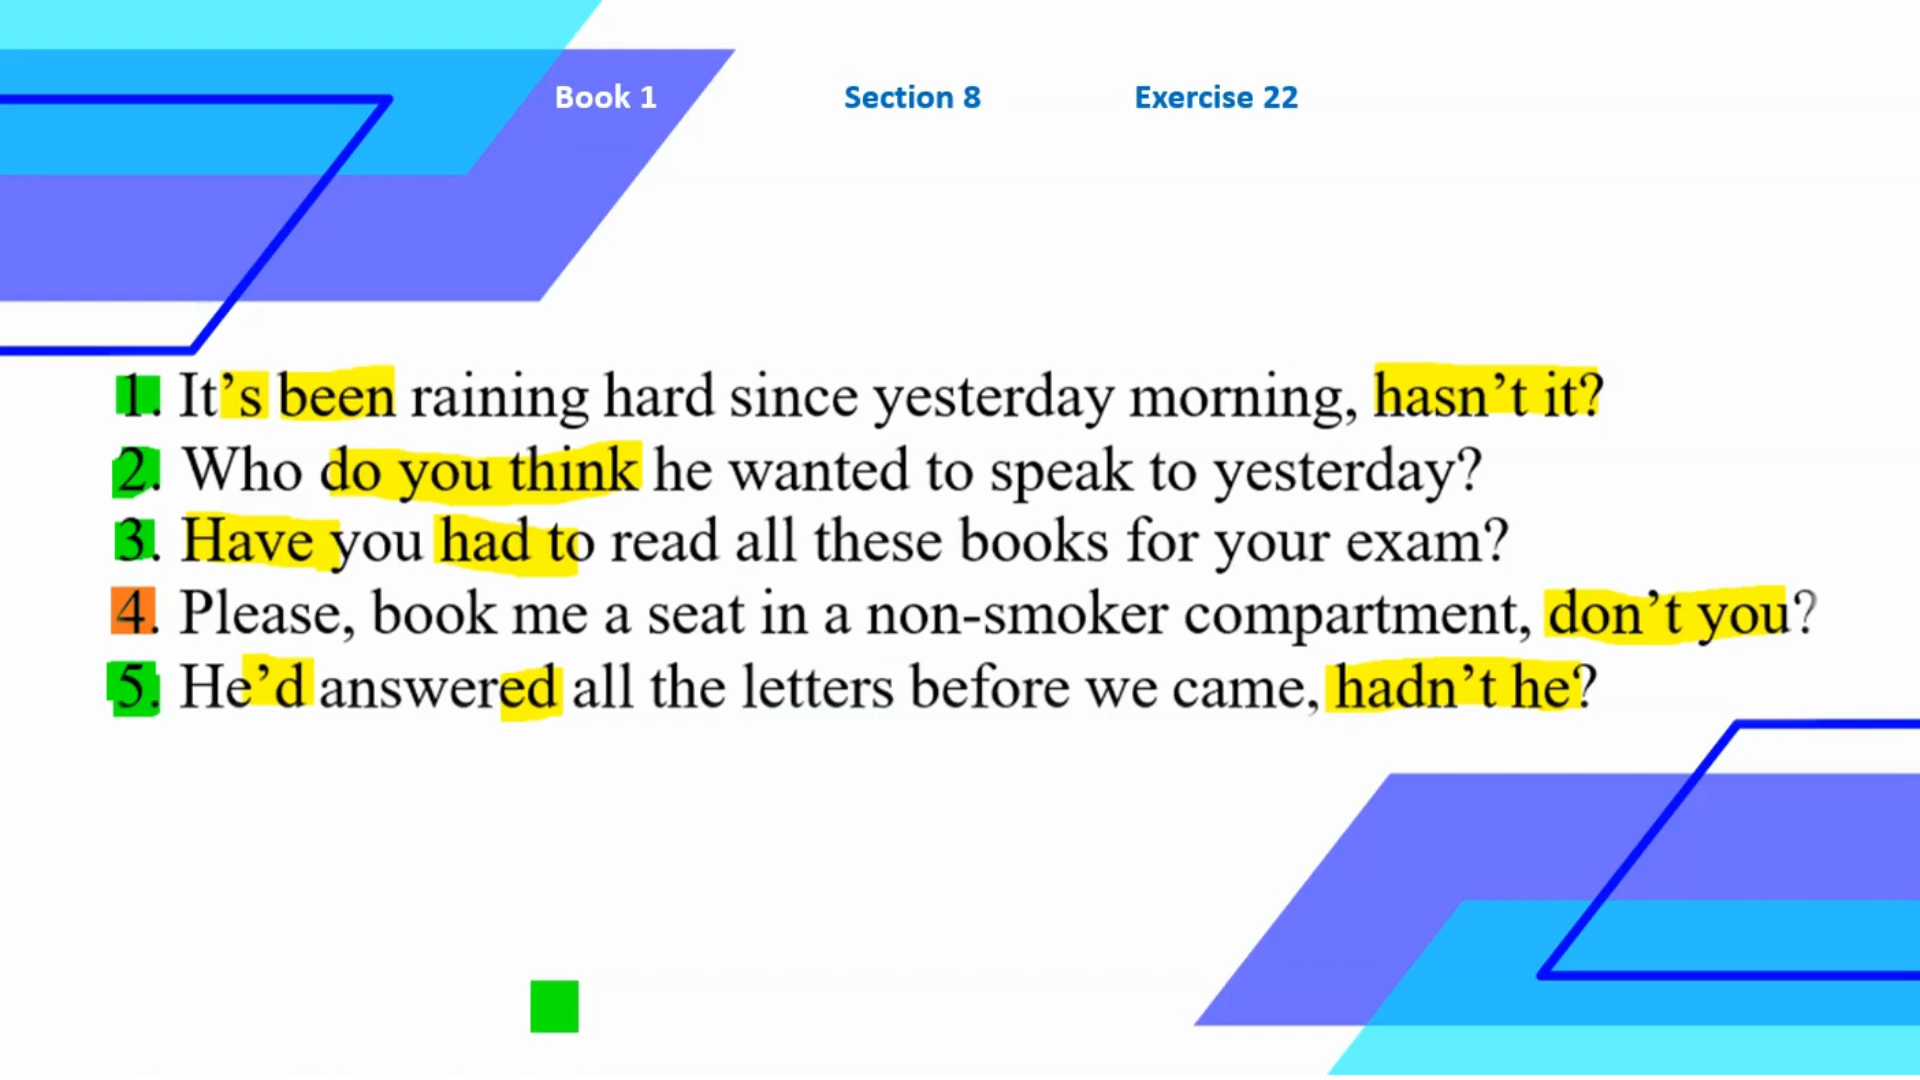 Book 1 Section 8 Exercise 22
1. It’s been raining hard since yesterday morning, hasn’t it?
2. Who do you think he wanted to speak to yesterday?
3. Have you had to read all these books for your exam?
4. Please, book me a seat in a non-smoker compartment, don’t you?
5. He’d answered all the letters before we came, hadn’t he?